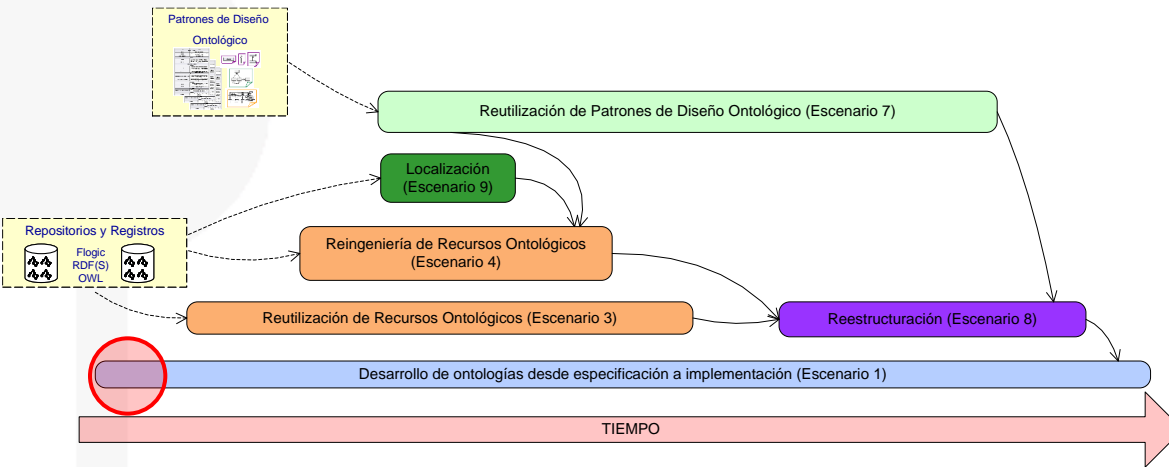 Patrones de Diseño
Ontológico
Reutilización de Patrones de Diseño Ontológico (Escenario 7)
Localización
(Escenario 9)
Repositorios y Registros
Flogic
RDF(S)
OWL
Reingeniería de Recursos Ontológicos
(Escenario 4)
Reutilización de Recursos Ontológicos (Escenario 3)
Reestructuración (Escenario 8)
Desarrollo de ontologías desde especificación a implementación (Escenario 1)
TIEMPO